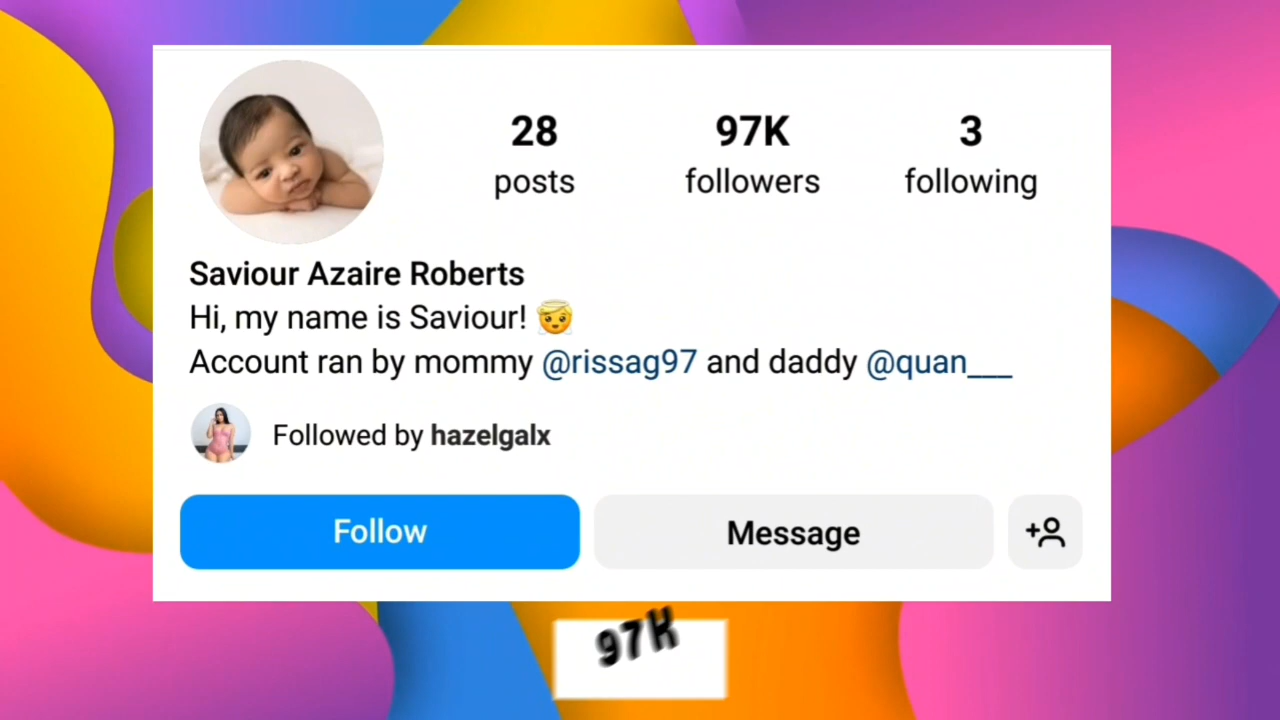 28 97K 3
posts followers following
Saviour Azaire Roberts
Hi, my name is Saviour! 😇
Account ran by mommy @rissag97 and daddy @quan___
Followed by hazelgalx
Follow Message
97K